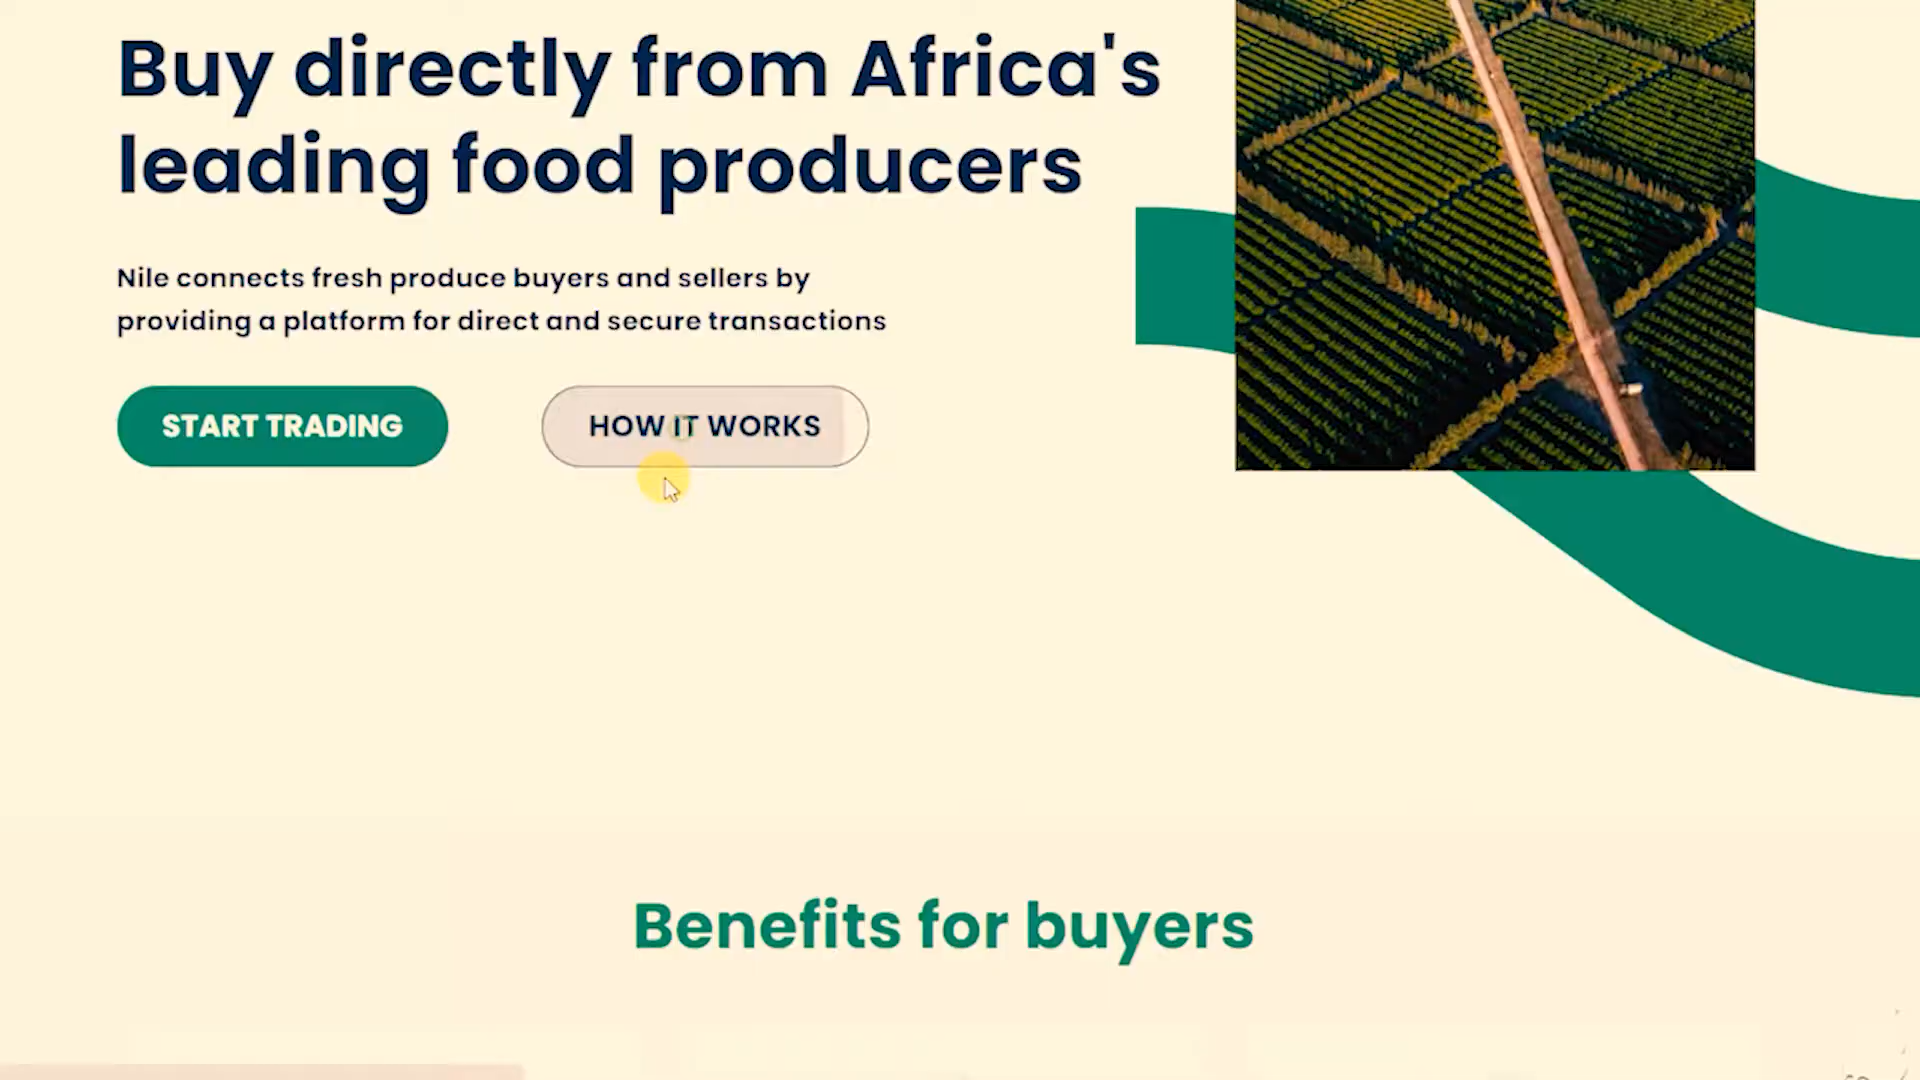 Buy directly from Africa's
leading food producers
Nile connects fresh produce buyers and sellers by
providing a platform for direct and secure transactions
START TRADING
HOW IT WORKS
Benefits for buyers